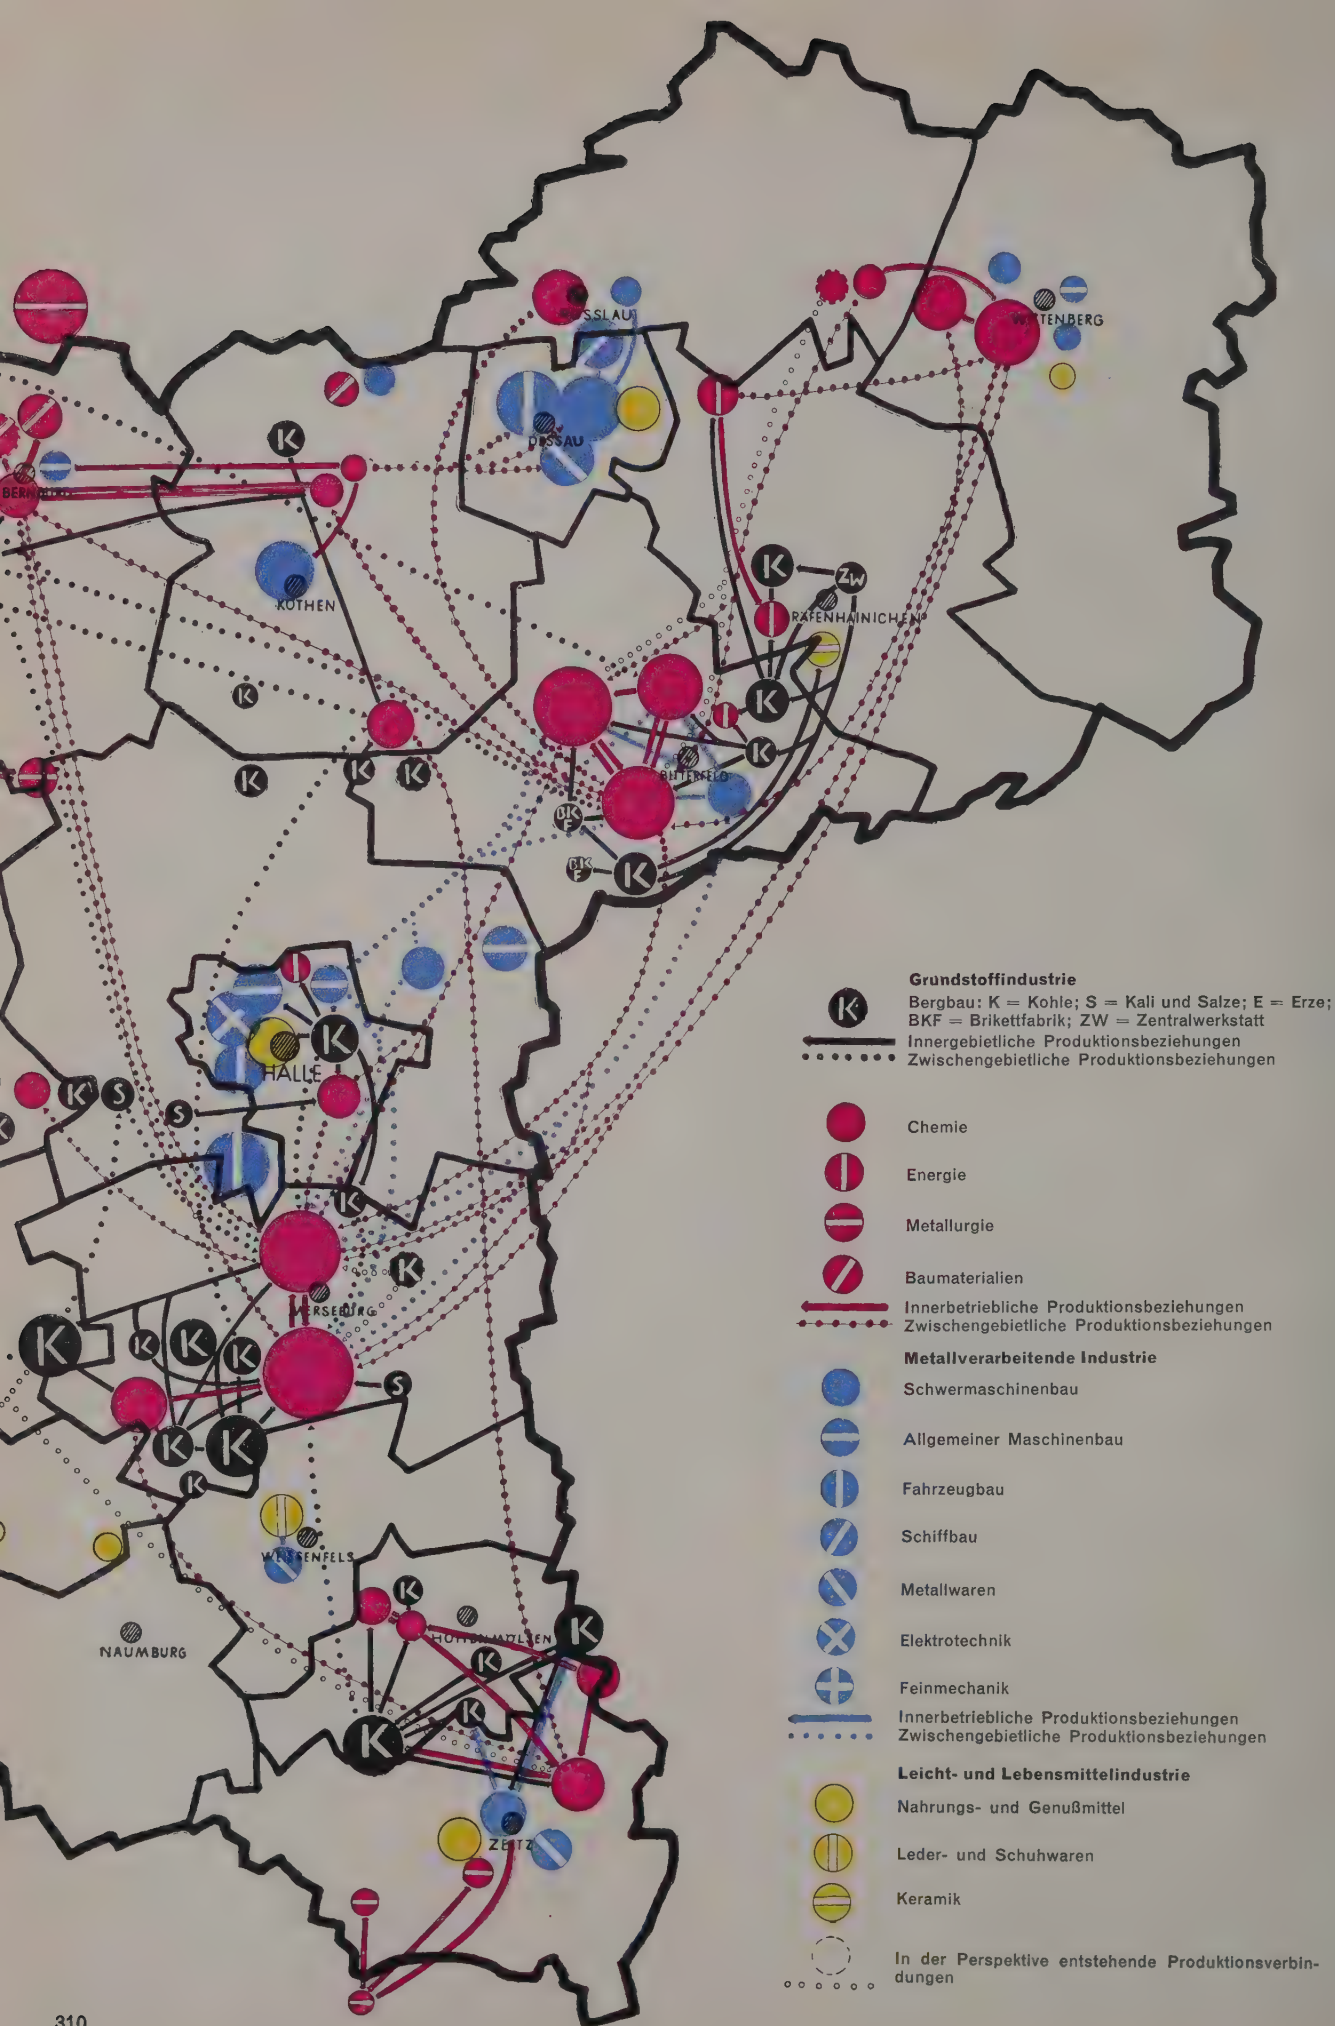 ROSSLAU
WITTENBERG
DESSAU
BERNBURG
KÖTHEN
K
K
ZW
GRÄFENHAINICHEN
K
K
K
BITTERFELD
K
K
K
BK
F
BK
F
K
K
HALLE
K
S
S
K
K
MERSEBURG
K
K
K
K
S
K
K
K
WEISSENFELS
K
NAUMBURG
HOHENMÖLSEN
K
K
K
K
ZEITZ
Grundstoffindustrie
K
Bergbau: K = Kohle; S = Kali und Salze; E = Erze;
BKF = Brikettfabrik; ZW = Zentralwerkstatt
Innergebietliche Produktionsbeziehungen
Zwischengebietliche Produktionsbeziehungen
Chemie
Energie
Metallurgie
Baumaterialien
Innerbetriebliche Produktionsbeziehungen
Zwischengebietliche Produktionsbeziehungen
Metallverarbeitende Industrie
Schwermaschinenbau
Allgemeiner Maschinenbau
Fahrzeugbau
Schiffbau
Metallwaren
Elektrotechnik
Feinmechanik
Innerbetriebliche Produktionsbeziehungen
Zwischengebietliche Produktionsbeziehungen
Leicht- und Lebensmittelindustrie
Nahrungs- und Genußmittel
Leder- und Schuhwaren
Keramik
In der Perspektive entstehende Produktionsverbin-
dungen
310